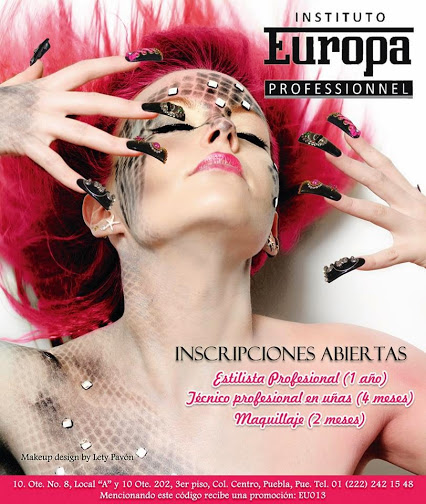 INSTITUTO
Europa
PROFESSIONNEL
INSCRIPCIONES ABIERTAS
Estilista Profesional (1 año)
Técnico profesional en uñas (4 meses)
Maquillaje (2 meses)
Makeup design by Lety Pavón
10. Ote. No. 8, Local "A" y 10 Ote. 202, 3er piso, Col. Centro, Puebla, Pue. Tel. 01 (222) 242 15 48
Mencionando este código recibe una promoción: EU013